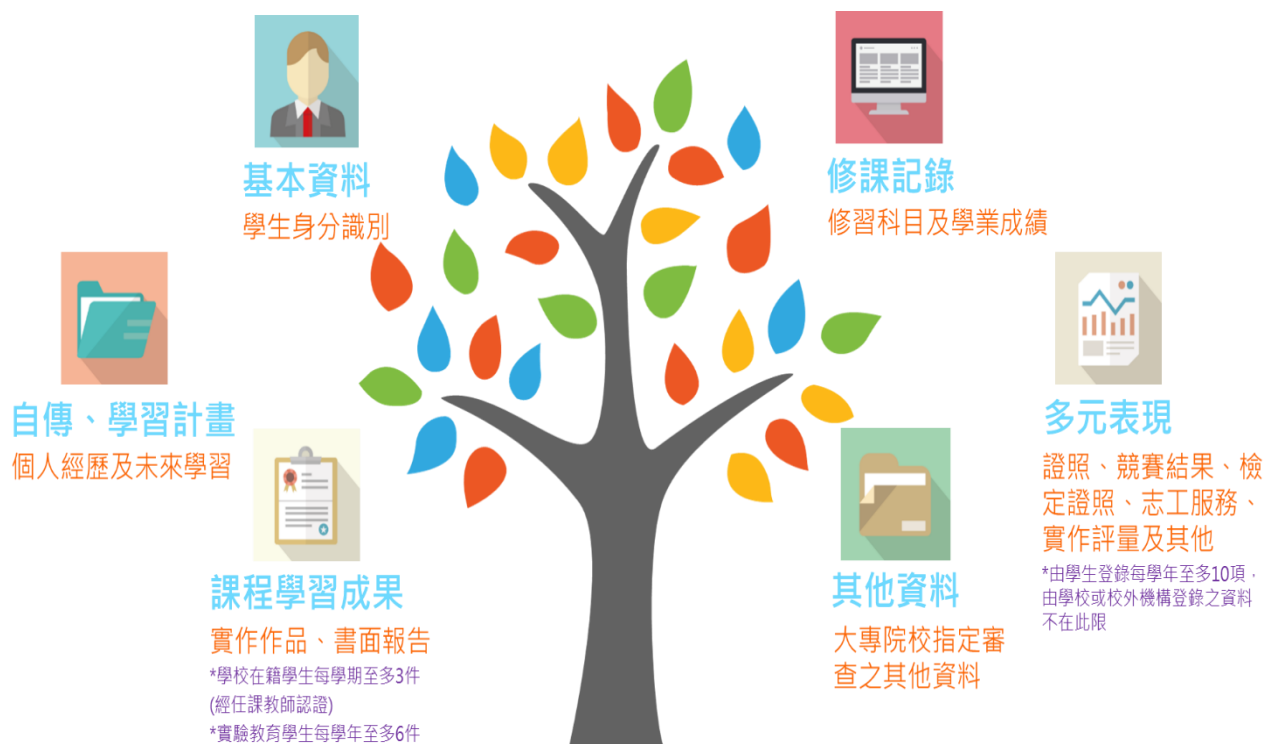 基本資料
學生身分識別
修課記錄
修習科目及學業成績
自傳、學習計畫
個人經歷及未來學習
多元表現
證照、競賽結果、檢
定證照、志工服務、
實作評量及其他
*由學生登錄每學年至多10項，
由學校或校外機構登錄之資料
不在此限
課程學習成果
實作作品、書面報告
*學校在籍學生每學期至多3件
(經任課教師認證)
*實驗教育學生每學年至多6件
其他資料
大專院校指定審
查之其他資料